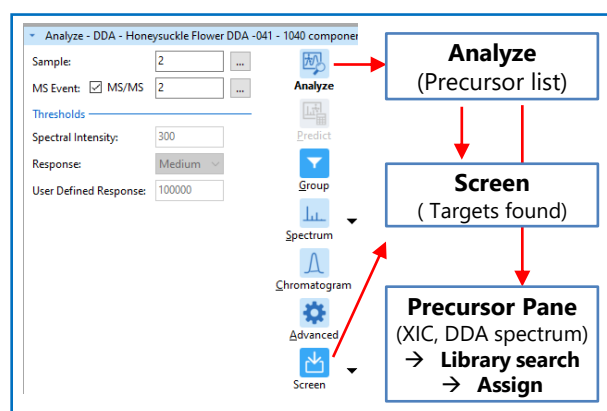 Analyze - DDA - Honeysuckle Flower DDA -041 - 1040 componen
Sample: 2 ...
MS Event: MS/MS 2 ...
Thresholds
Spectral Intensity: 300
Response: Medium
User Defined Response: 100000
Analyze
Predict
Group
Spectrum
Chromatogram
Advanced
Screen
Analyze
(Precursor list)
Screen
( Targets found)
Precursor Pane
(XIC, DDA spectrum)
→ Library search
→ Assign